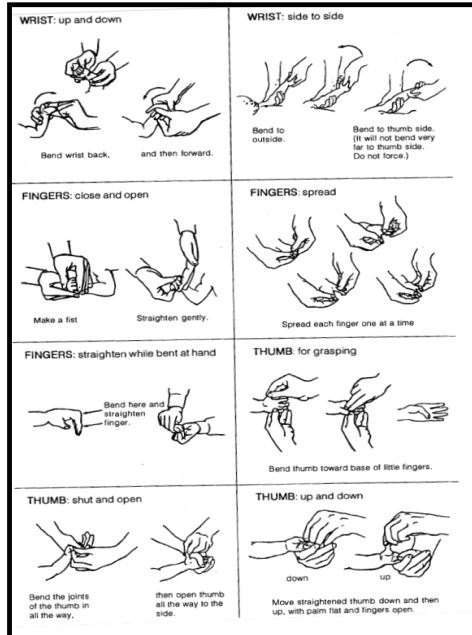 WRIST: up and down
Bend wrist back,
and then forward.
WRIST: side to side
Bend to
outside.
Bend to thumb side.
(It will not bend very
far to thumb side.
Do not force.)
FINGERS: close and open
Make a fist
Straighten gently.
FINGERS: spread
Spread each finger one at a time
FINGERS: straighten while bent at hand
Bend here and
straighten
finger.
THUMB: for grasping
Bend thumb toward base of little fingers.
THUMB: shut and open
Bend the joints
of the thumb in
all the way,
then open thumb
all the way to the
side.
THUMB: up and down
down
up
Move straightened thumb down and then
up, with palm flat and fingers open.